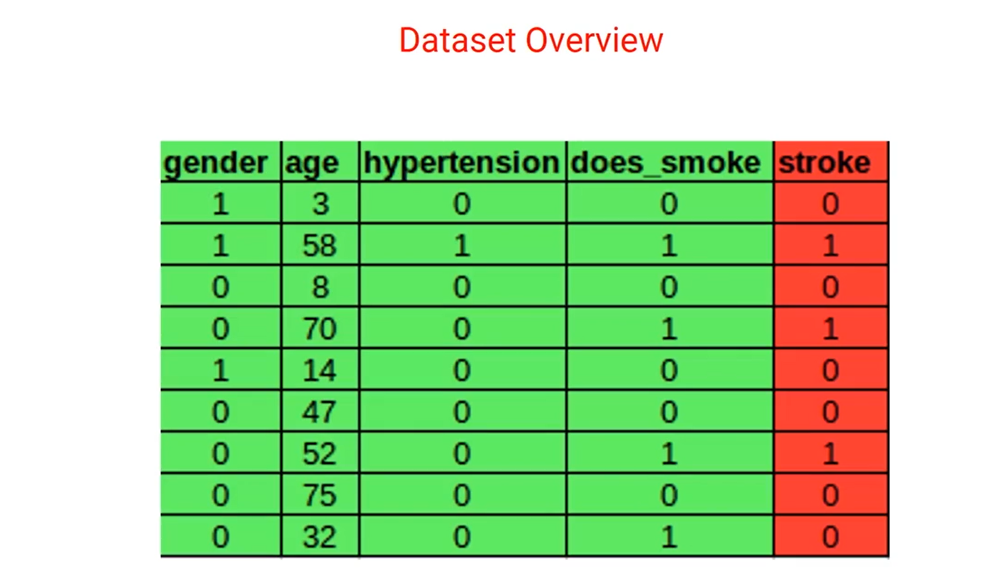 Dataset Overview
gender age hypertension does_smoke stroke
1 3 0 0 0
1 58 1 1 1
0 8 0 0 0
0 70 0 1 1
1 14 0 0 0
0 47 0 0 0
0 52 0 1 1
0 75 0 0 0
0 32 0 1 0